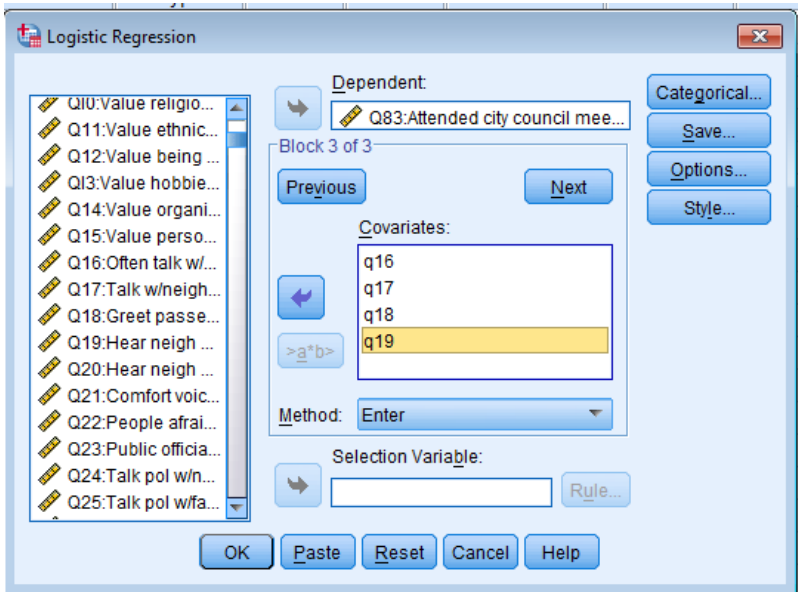 Logistic Regression
QI0:Value religio...
Q11:Value ethnic...
Q12:Value being ...
QI3:Value hobbie...
Q14:Value organi...
Q15:Value perso...
Q16:Often talk w/...
Q17:Talk w/neigh...
Q18:Greet passe...
Q19:Hear neigh ...
Q20:Hear neigh ...
Q21:Comfort voic...
Q22:People afrai...
Q23:Public officia...
Q24:Talk pol w/n...
Q25:Talk pol w/fa...
Dependent:
Q83:Attended city council mee...
Block 3 of 3
Previous
Next
Covariates:
q16
q17
q18
q19
>a*b>
Method:
Enter
Selection Variable:
Rule...
Categorical...
Save...
Options...
Style...
OK
Paste
Reset
Cancel
Help